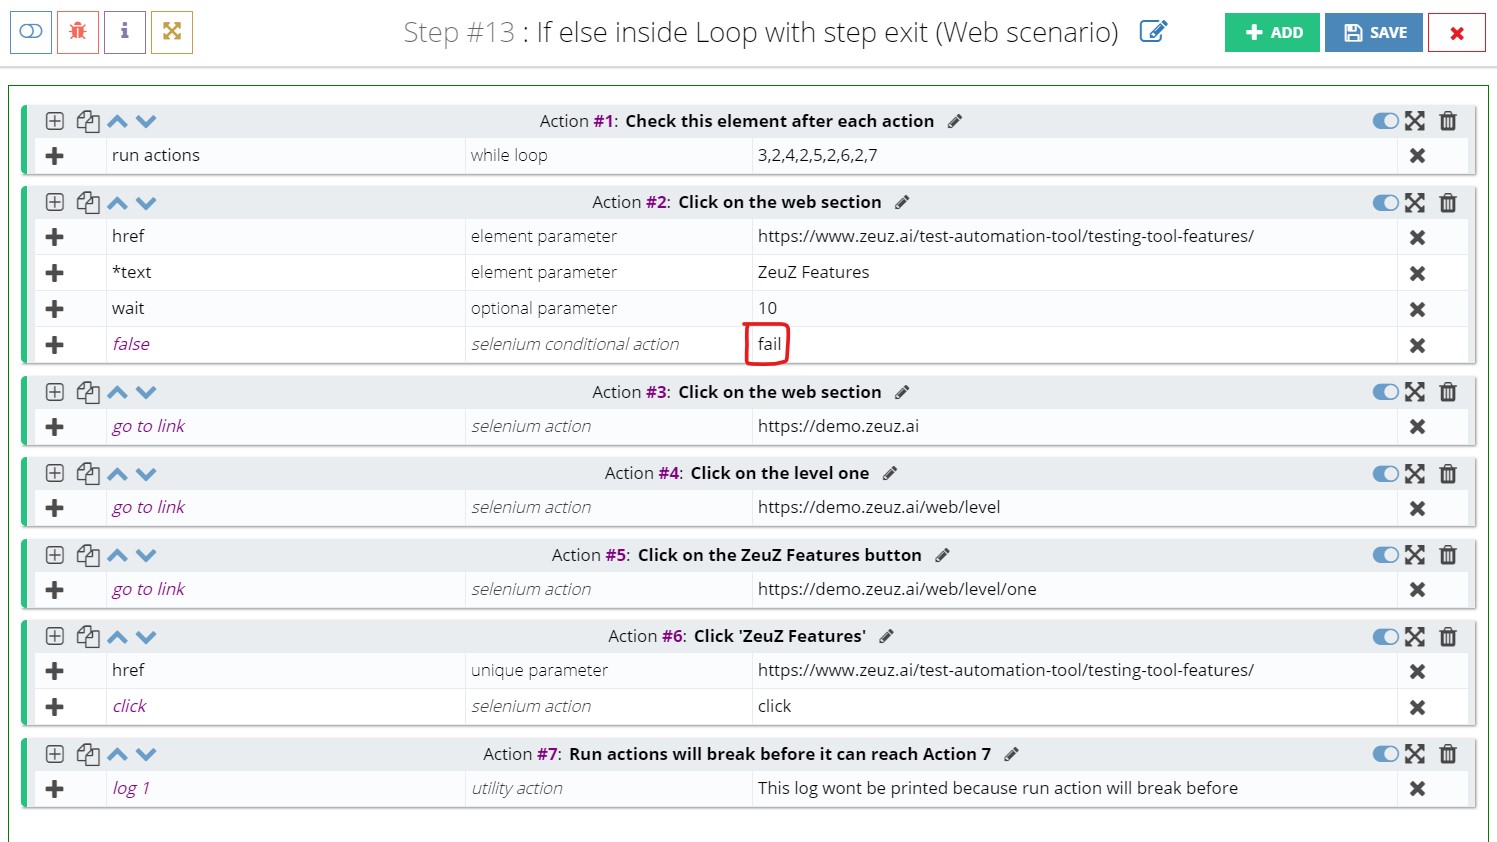 Step #13 : If else inside Loop with step exit (Web scenario)
ADD
SAVE
Action #1: Check this element after each action
run actions while loop 3,2,4,2,5,2,6,2,7
Action #2: Click on the web section
href element parameter https://www.zeuz.ai/test-automation-tool/testing-tool-features/
*text element parameter ZeuZ Features
wait optional parameter 10
false selenium conditional action fail
Action #3: Click on the web section
go to link selenium action https://demo.zeuz.ai
Action #4: Click on the level one
go to link selenium action https://demo.zeuz.ai/web/level
Action #5: Click on the ZeuZ Features button
go to link selenium action https://demo.zeuz.ai/web/level/one
Action #6: Click 'ZeuZ Features'
href unique parameter https://www.zeuz.ai/test-automation-tool/testing-tool-features/
click selenium action click
Action #7: Run actions will break before it can reach Action 7
log 1 utility action This log wont be printed because run action will break before